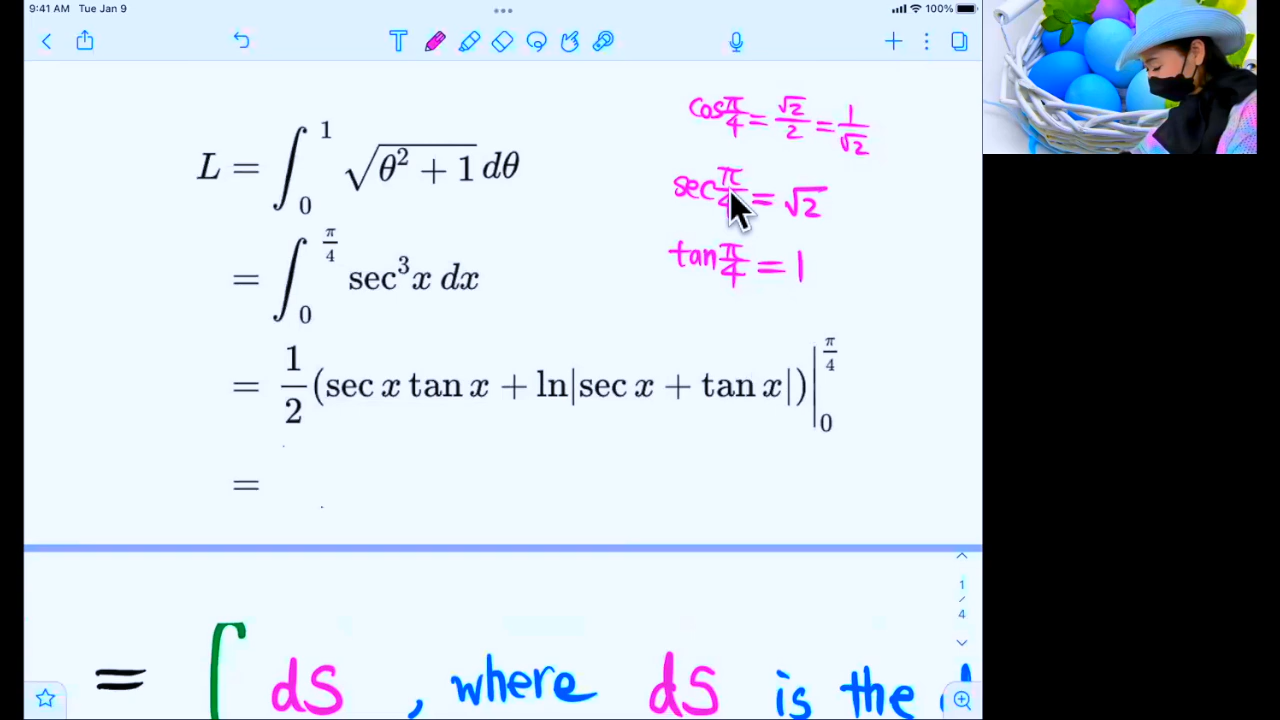 9:41 AM Tue Jan 9
100%
L = ∫₀¹ √(θ² + 1) dθ
= ∫₀^(π/4) sec³x dx
= 1/2 (sec x tan x + ln|sec x + tan x|) |₀^(π/4)
=
cos π/4 = √2/2 = 1/√2
sec π/4 = √2
tan π/4 = 1
1/4
= ∫ ds , where ds is the